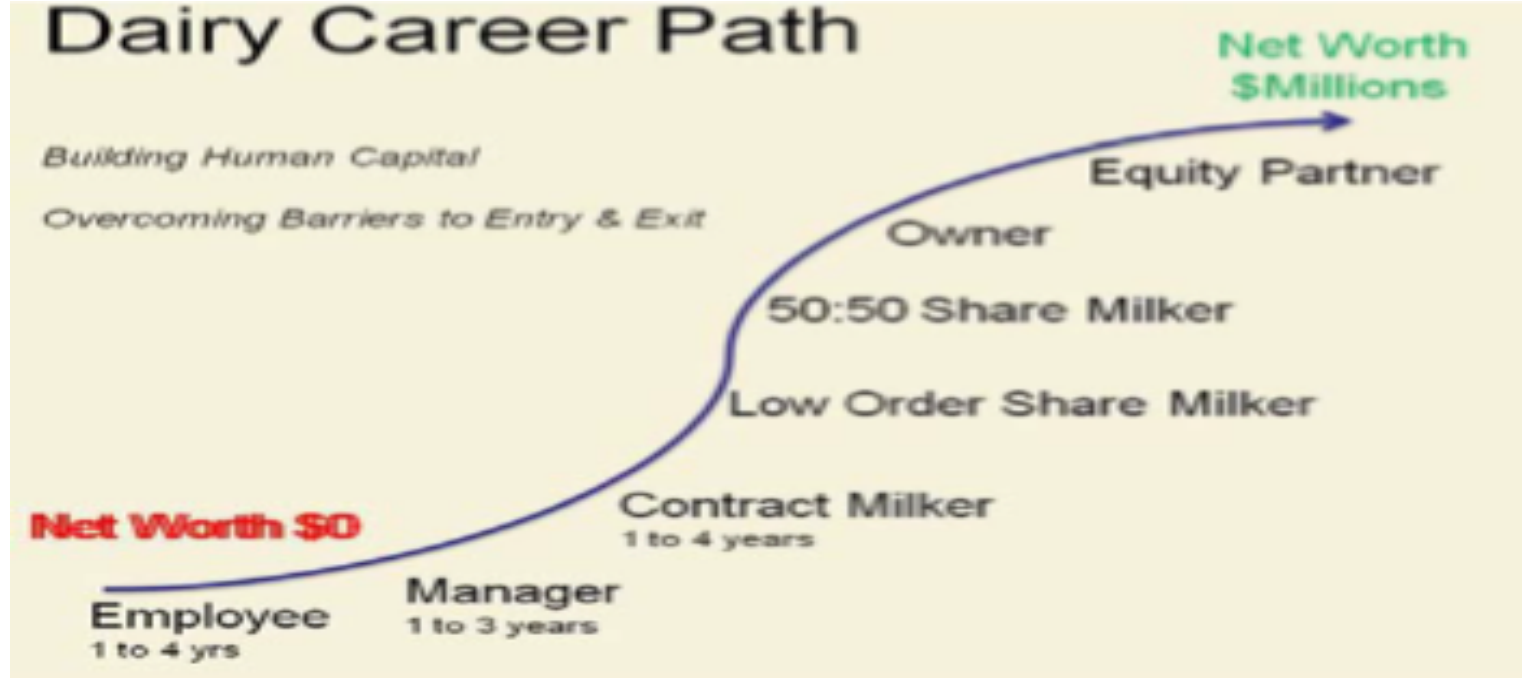 Dairy Career Path
Net Worth
$Millions
Building Human Capital
Overcoming Barriers to Entry & Exit
Equity Partner
Owner
50:50 Share Milker
Low Order Share Milker
Contract Milker
1 to 4 years
Net Worth $0
Manager
1 to 3 years
Employee
1 to 4 yrs